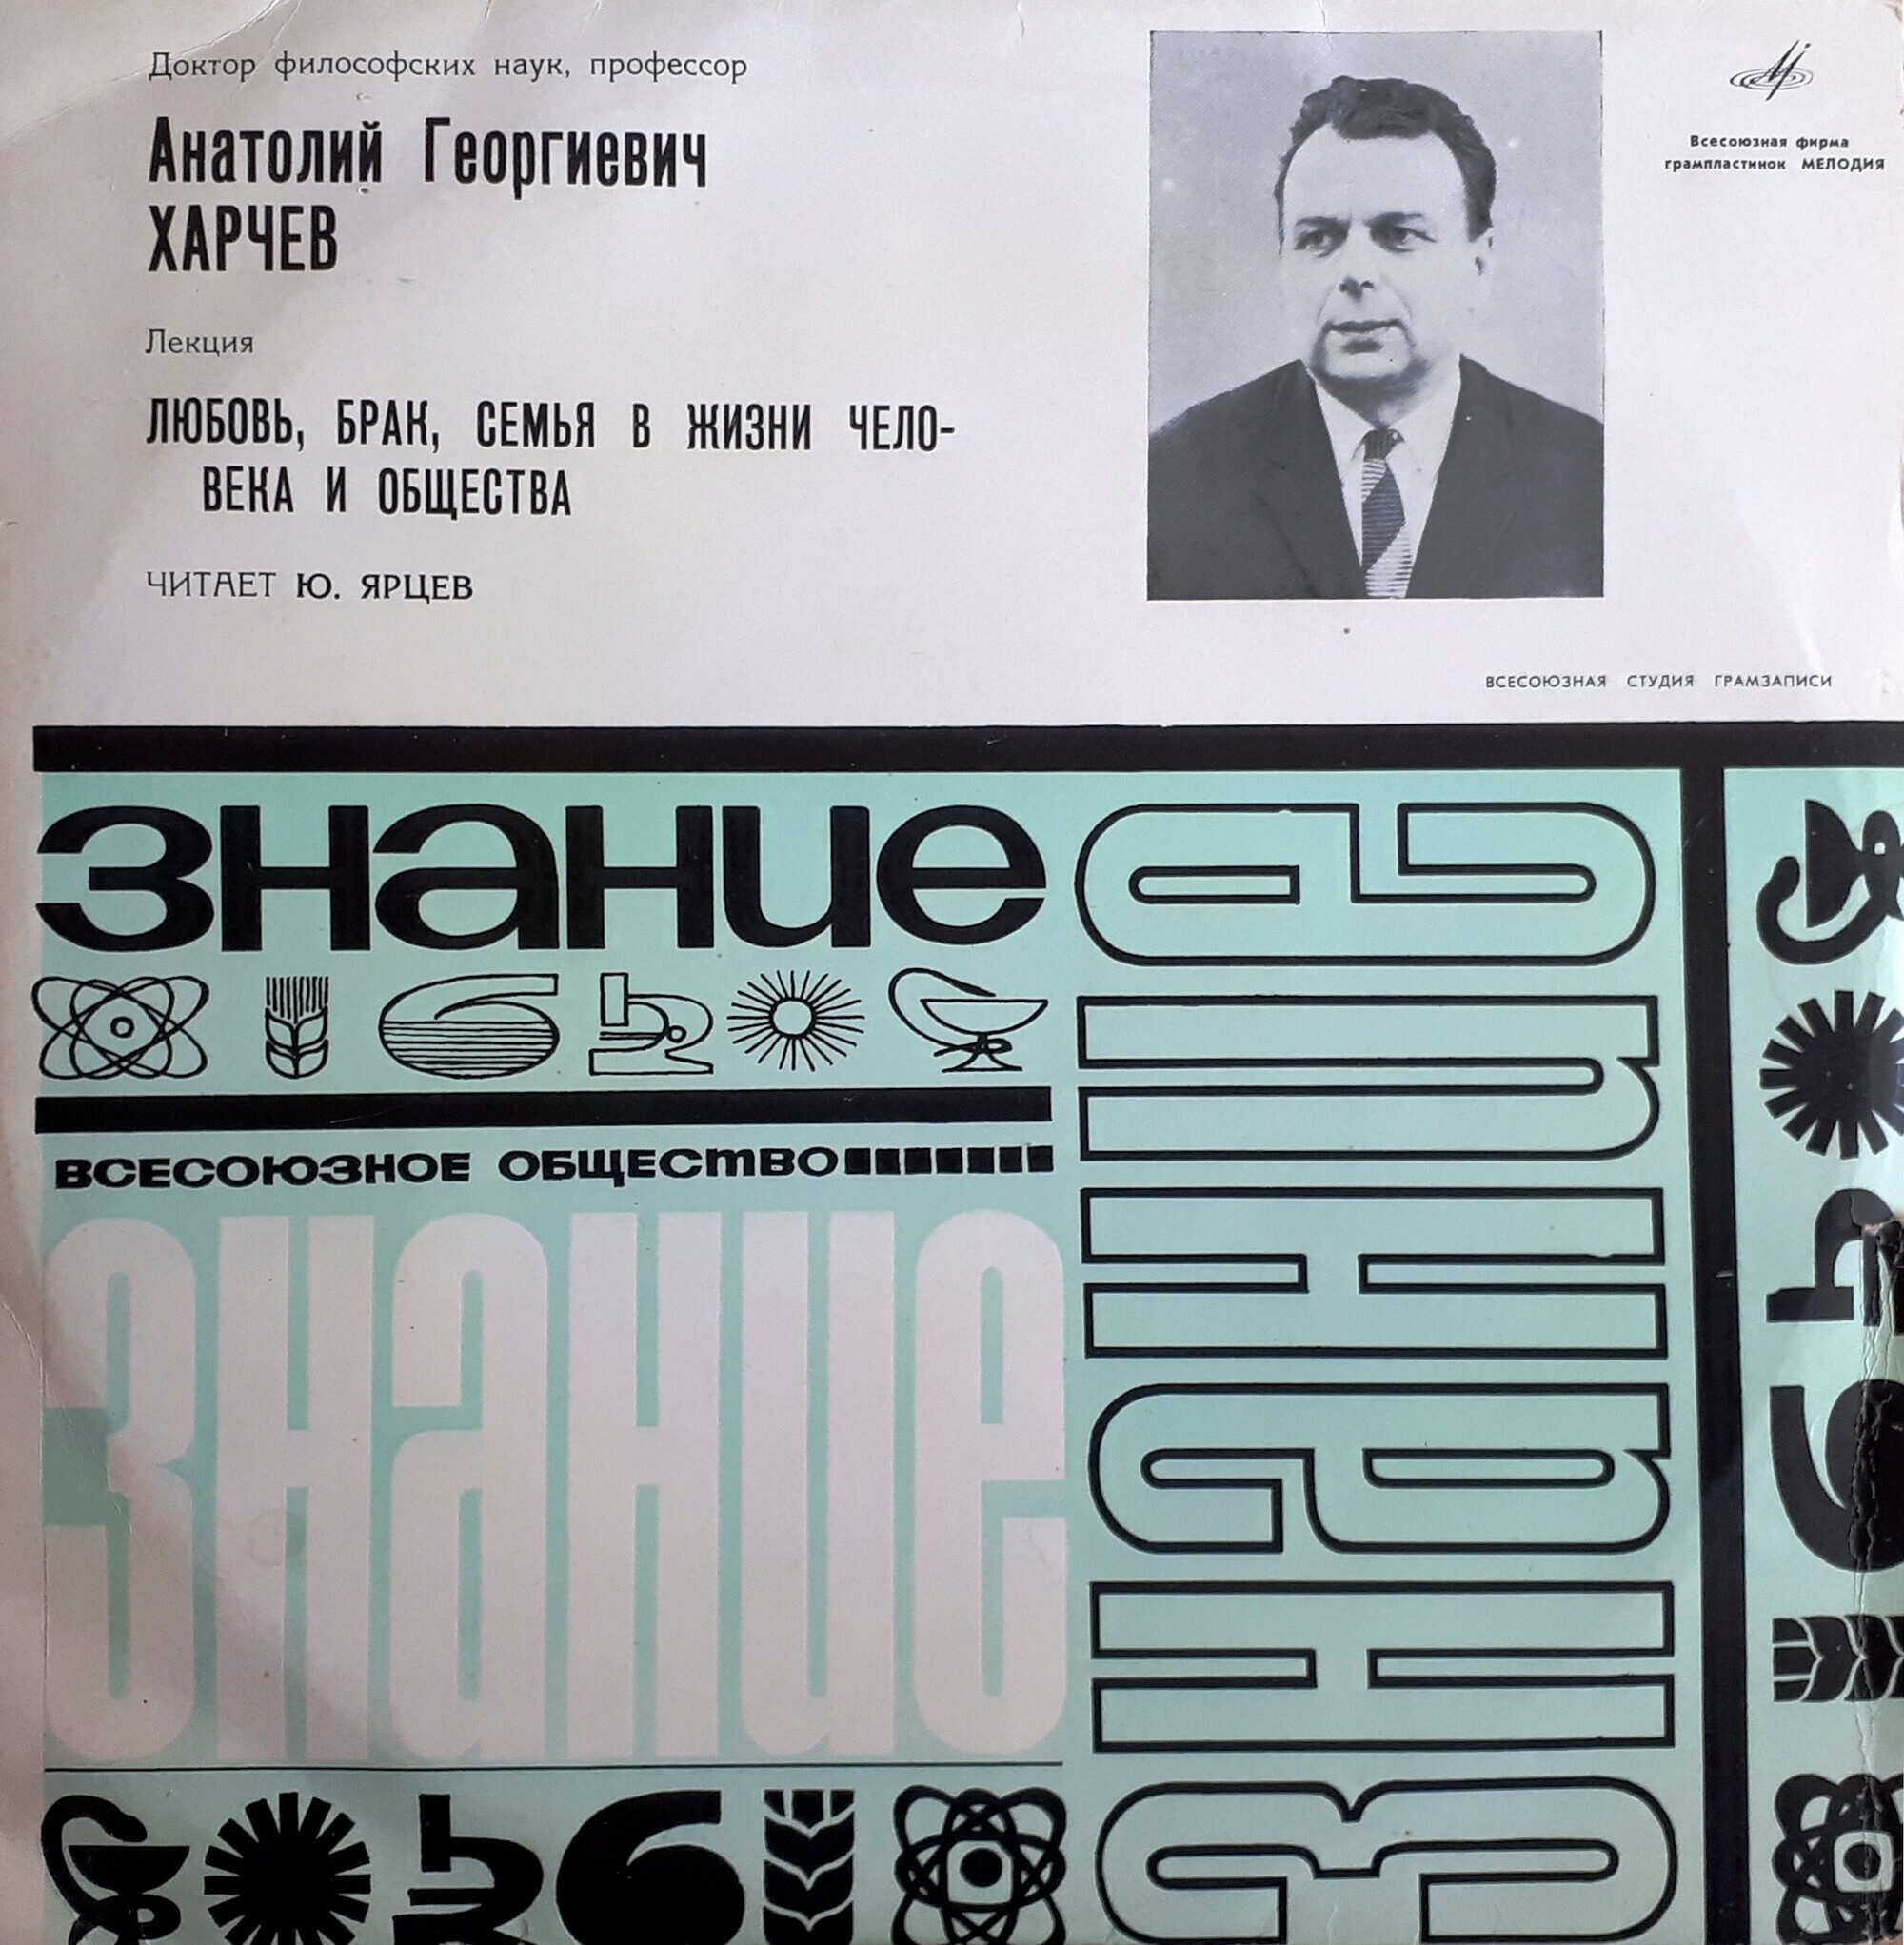 Доктор философских наук, профессор
Анатолий Георгиевич
ХАРЧЕВ
Лекция
ЛЮБОВЬ, БРАК, СЕМЬЯ В ЖИЗНИ ЧЕЛО-
ВЕКА И ОБЩЕСТВА
ЧИТАЕТ Ю. ЯРЦЕВ
Всесоюзная фирма
грампластинок МЕЛОДИЯ
ВСЕСОЮЗНАЯ СТУДИЯ ГРАМЗАПИСИ
знание
ВСЕСОЮЗНОЕ ОБЩЕСТВО
знание
знание